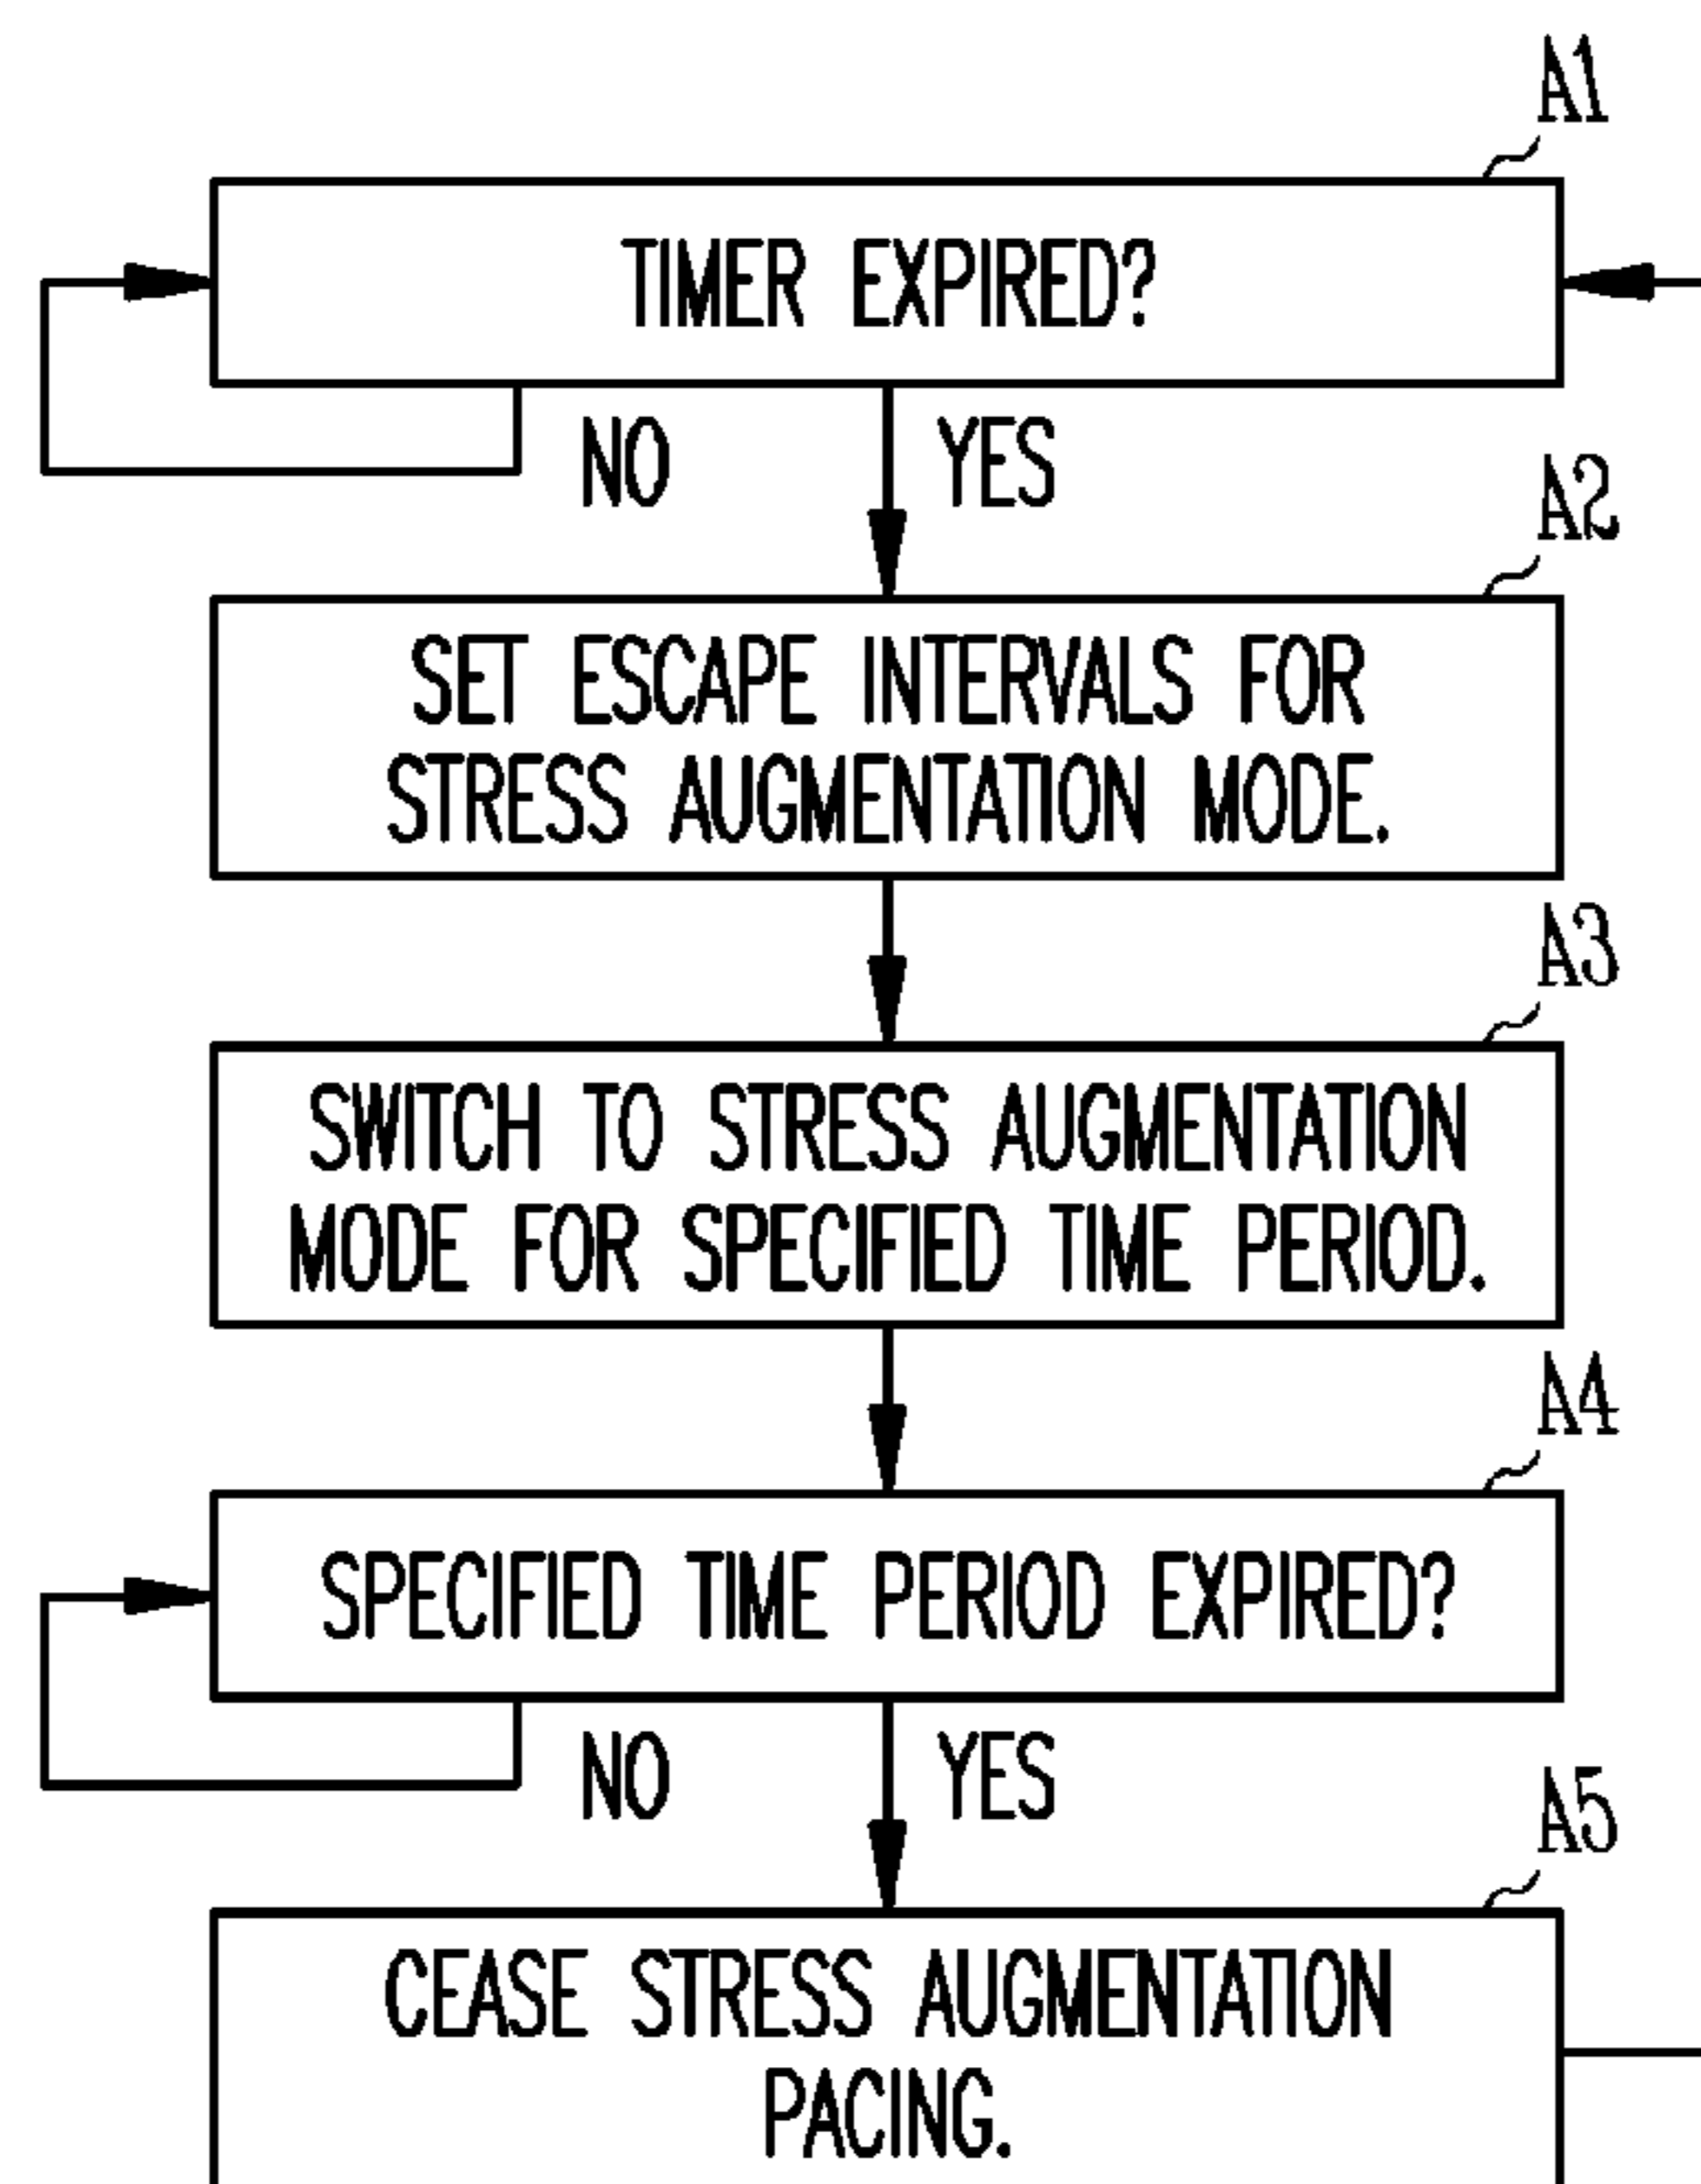 A1
TIMER EXPIRED?
NO
YES
A2
SET ESCAPE INTERVALS FOR
STRESS AUGMENTATION MODE.
A3
SWITCH TO STRESS AUGMENTATION
MODE FOR SPECIFIED TIME PERIOD.
A4
SPECIFIED TIME PERIOD EXPIRED?
NO
YES
A5
CEASE STRESS AUGMENTATION
PACING.